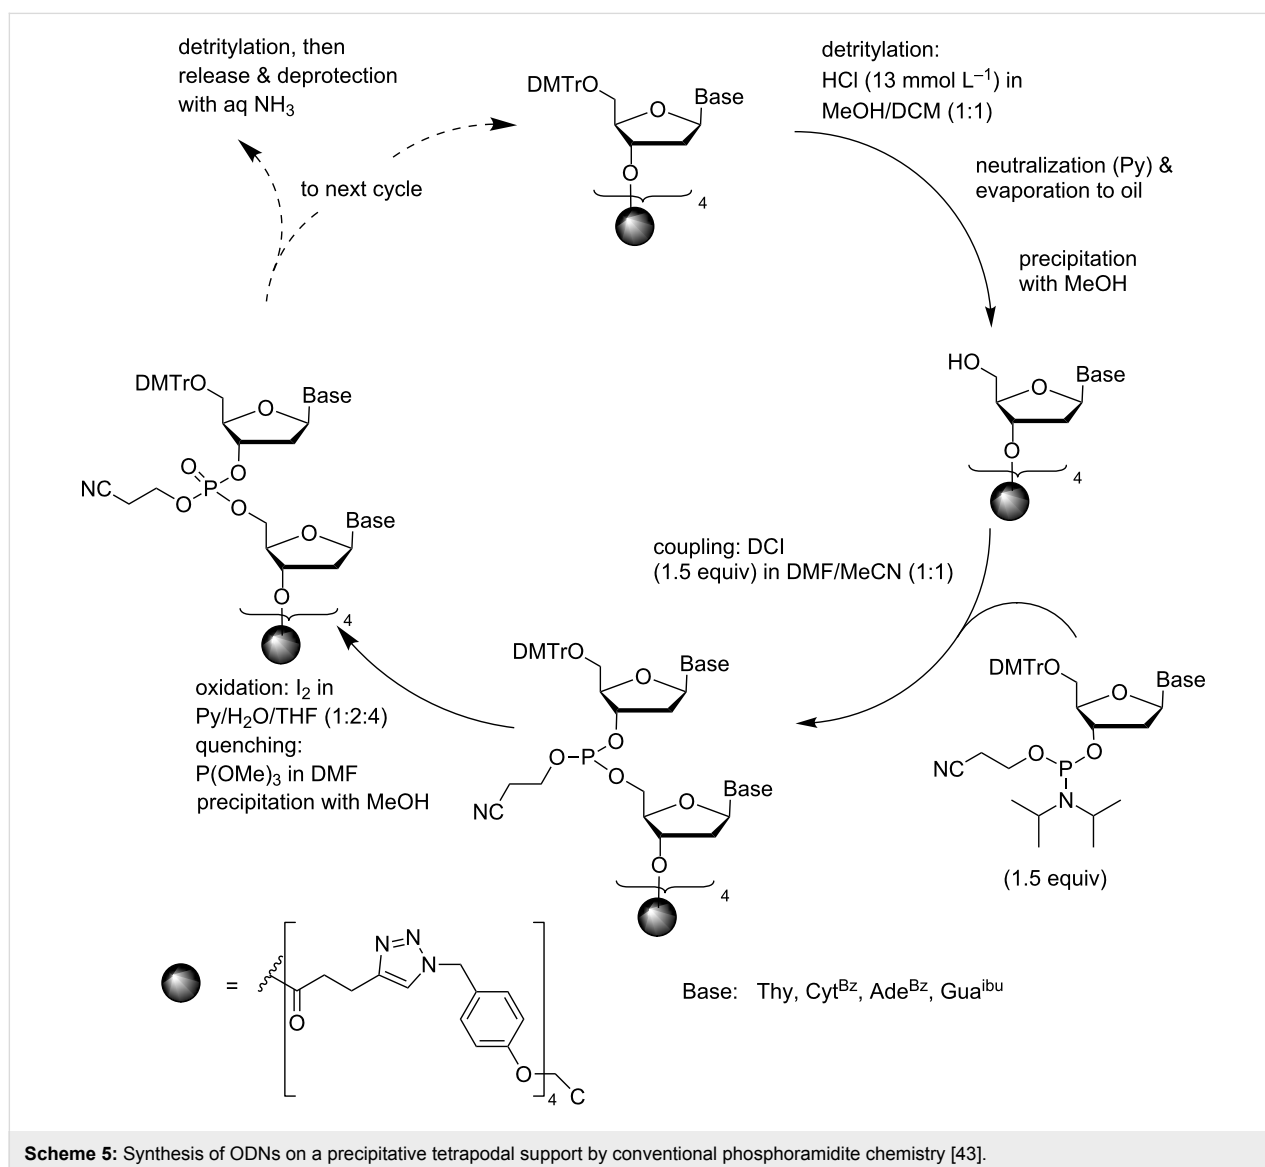 detritylation, then
release & deprotection
with aq NH3
to next cycle
DMTrO
O
Base
O
4
detritylation:
HCl (13 mmol L–1) in
MeOH/DCM (1:1)
neutralization (Py) &
evaporation to oil
precipitation
with MeOH
HO
O
Base
O
4
coupling: DCI
(1.5 equiv) in DMF/MeCN (1:1)
DMTrO
O
Base
O
O
P
NC
N
(1.5 equiv)
DMTrO
O
Base
O
O
P
O
NC
O
Base
O
4
oxidation: I2 in
Py/H2O/THF (1:2:4)
quenching:
P(OMe)3 in DMF
precipitation with MeOH
DMTrO
O
Base
O
O
P
NC
O
O
O
Base
O
4
=
O
N
N
N
O
4
C
Base: Thy, CytBz, AdeBz, Guaibu
Scheme 5: Synthesis of ODNs on a precipitative tetrapodal support by conventional phosphoramidite chemistry [43].